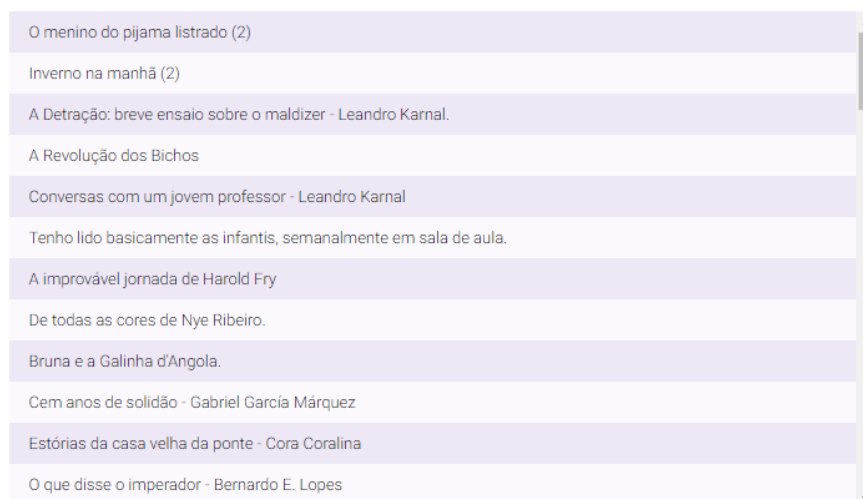 O menino do pijama listrado (2)
Inverno na manhã (2)
A Detração: breve ensaio sobre o maldizer - Leandro Karnal.
A Revolução dos Bichos
Conversas com um jovem professor - Leandro Karnal
Tenho lido basicamente as infantis, semanalmente em sala de aula.
A improvável jornada de Harold Fry
De todas as cores de Nye Ribeiro.
Bruna e a Galinha d'Angola.
Cem anos de solidão - Gabriel García Márquez
Estórias da casa velha da ponte - Cora Coralina
O que disse o imperador - Bernardo E. Lopes